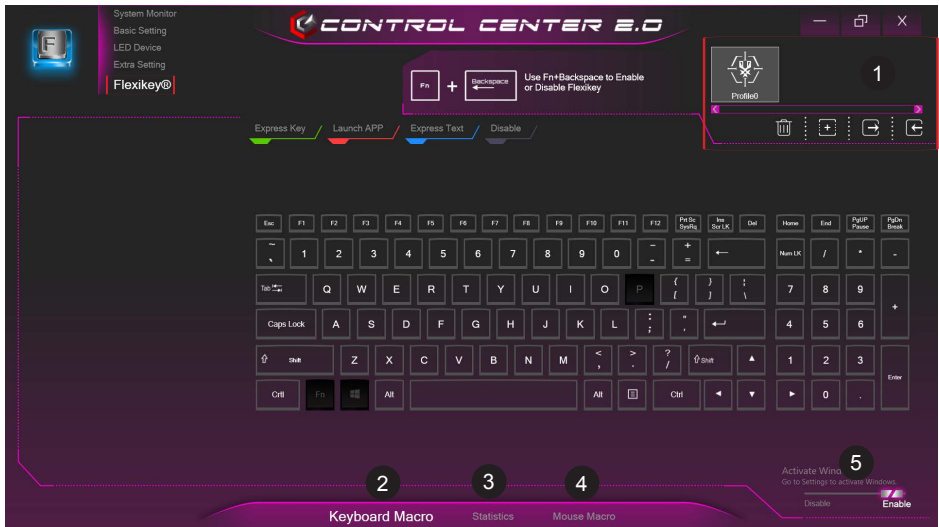 System Monitor
Basic Setting
LED Device
Extra Setting
Flexikey®
CONTROL CENTER 2.0
Fn + Backspace Use Fn+Backspace to Enable
or Disable Flexikey
Profile0
1
Express Key / Launch APP / Express Text / Disable /
Esc F1 F2 F3 F4 F5 F6 F7 F8 F9 F10 F11 F12 Prt Sc SysRq Ins Scr LK Del Home End PgUP Pause PgDn Break
~ ` 1 2 3 4 5 6 7 8 9 0 - - + = ← Num LK / * -
Tab Q W E R T Y U I O P { [ } ] ¦ \ 7 8 9 +
Caps Lock A S D F G H J K L : ; " ' 4 5 6
Shift Z X C V B N M < , > . ? / Shift 1 2 3 Enter
Crtl Fn Alt Alt Ctrl 0 .
Activate Wind
Go to Settings to activate Windows.
5
Disable Enable
2 3 4
Keyboard Macro Statistics Mouse Macro